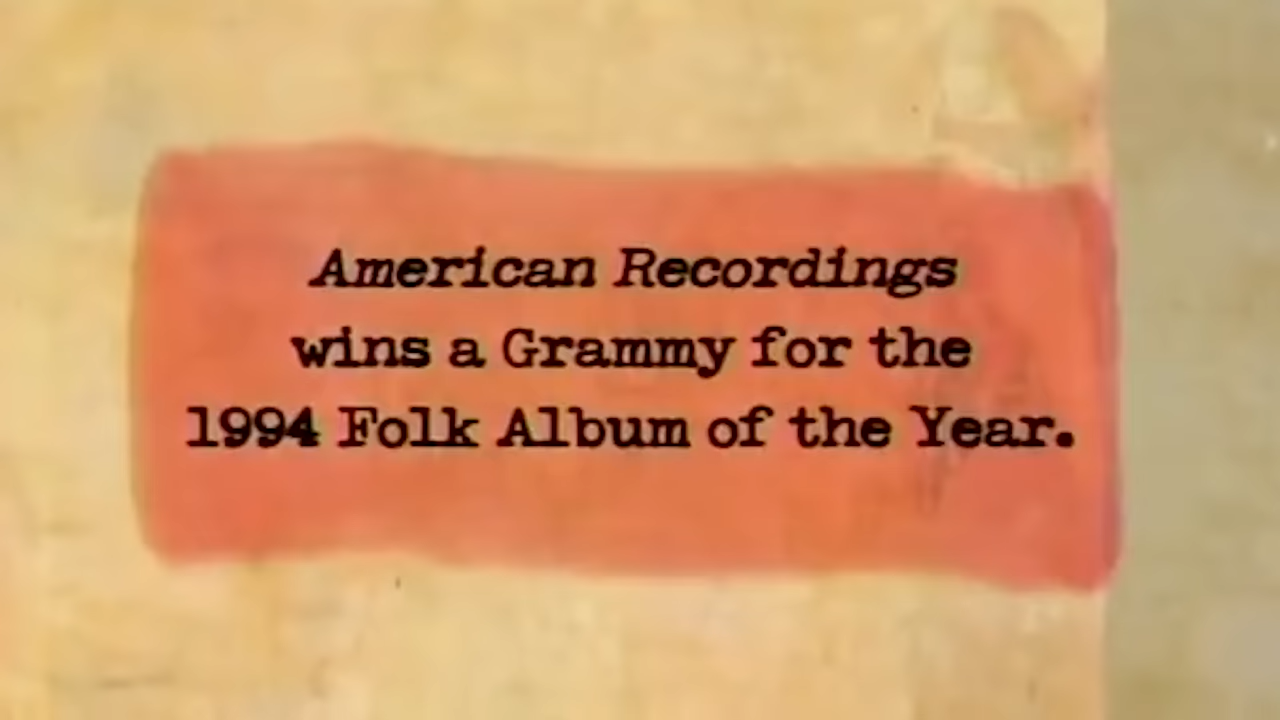 American Recordings
wins a Grammy for the
1994 Folk Album of the Year.